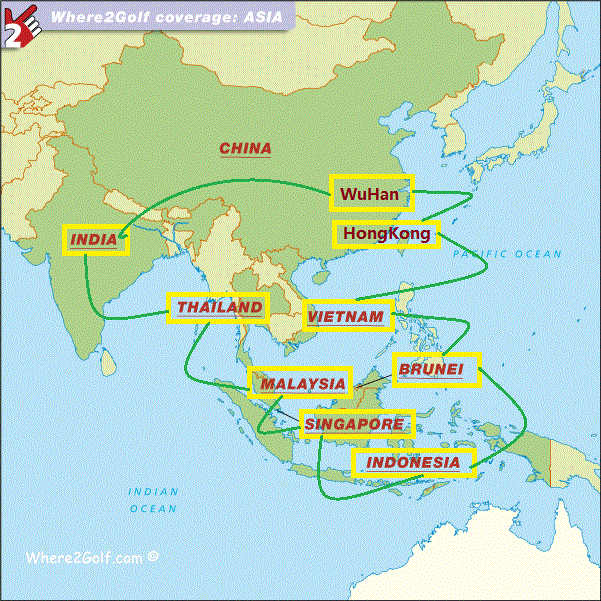 Where2Golf coverage: ASIA
2
CHINA
WuHan
HongKong
INDIA
PACIFIC OCEAN
THAILAND
VIETNAM
BRUNEI
MALAYSIA
SINGAPORE
INDONESIA
INDIAN
OCEAN
Where2Golf.com ©